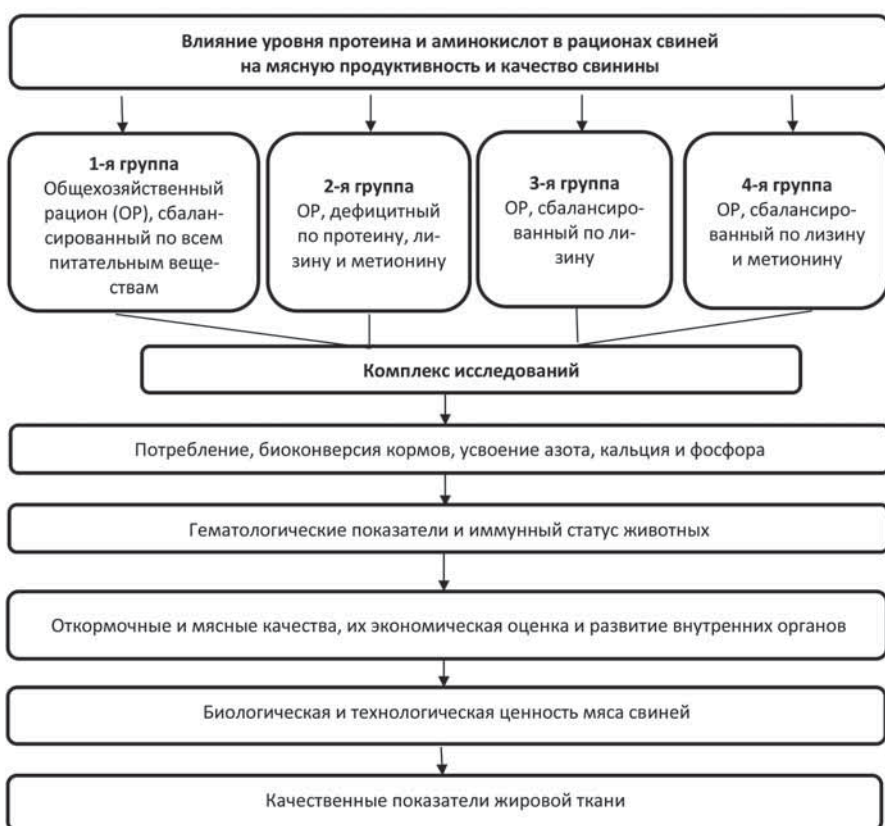 Влияние уровня протеина и аминокислот в рационах свиней
на мясную продуктивность и качество свинины
1-я группа
Общехозяйственный
рацион (ОР), сбалан-
сированный по всем
питательным веще-
ствам
2-я группа
ОР, дефицитный
по протеину, ли-
зину и метионину
3-я группа
ОР, сбалансиро-
ванный по ли-
зину
4-я группа
ОР, сбалансиро-
ванный по лизину
и метионину
Комплекс исследований
Потребление, биоконверсия кормов, усвоение азота, кальция и фосфора
Гематологические показатели и иммунный статус животных
Откормочные и мясные качества, их экономическая оценка и развитие внутренних органов
Биологическая и технологическая ценность мяса свиней
Качественные показатели жировой ткани